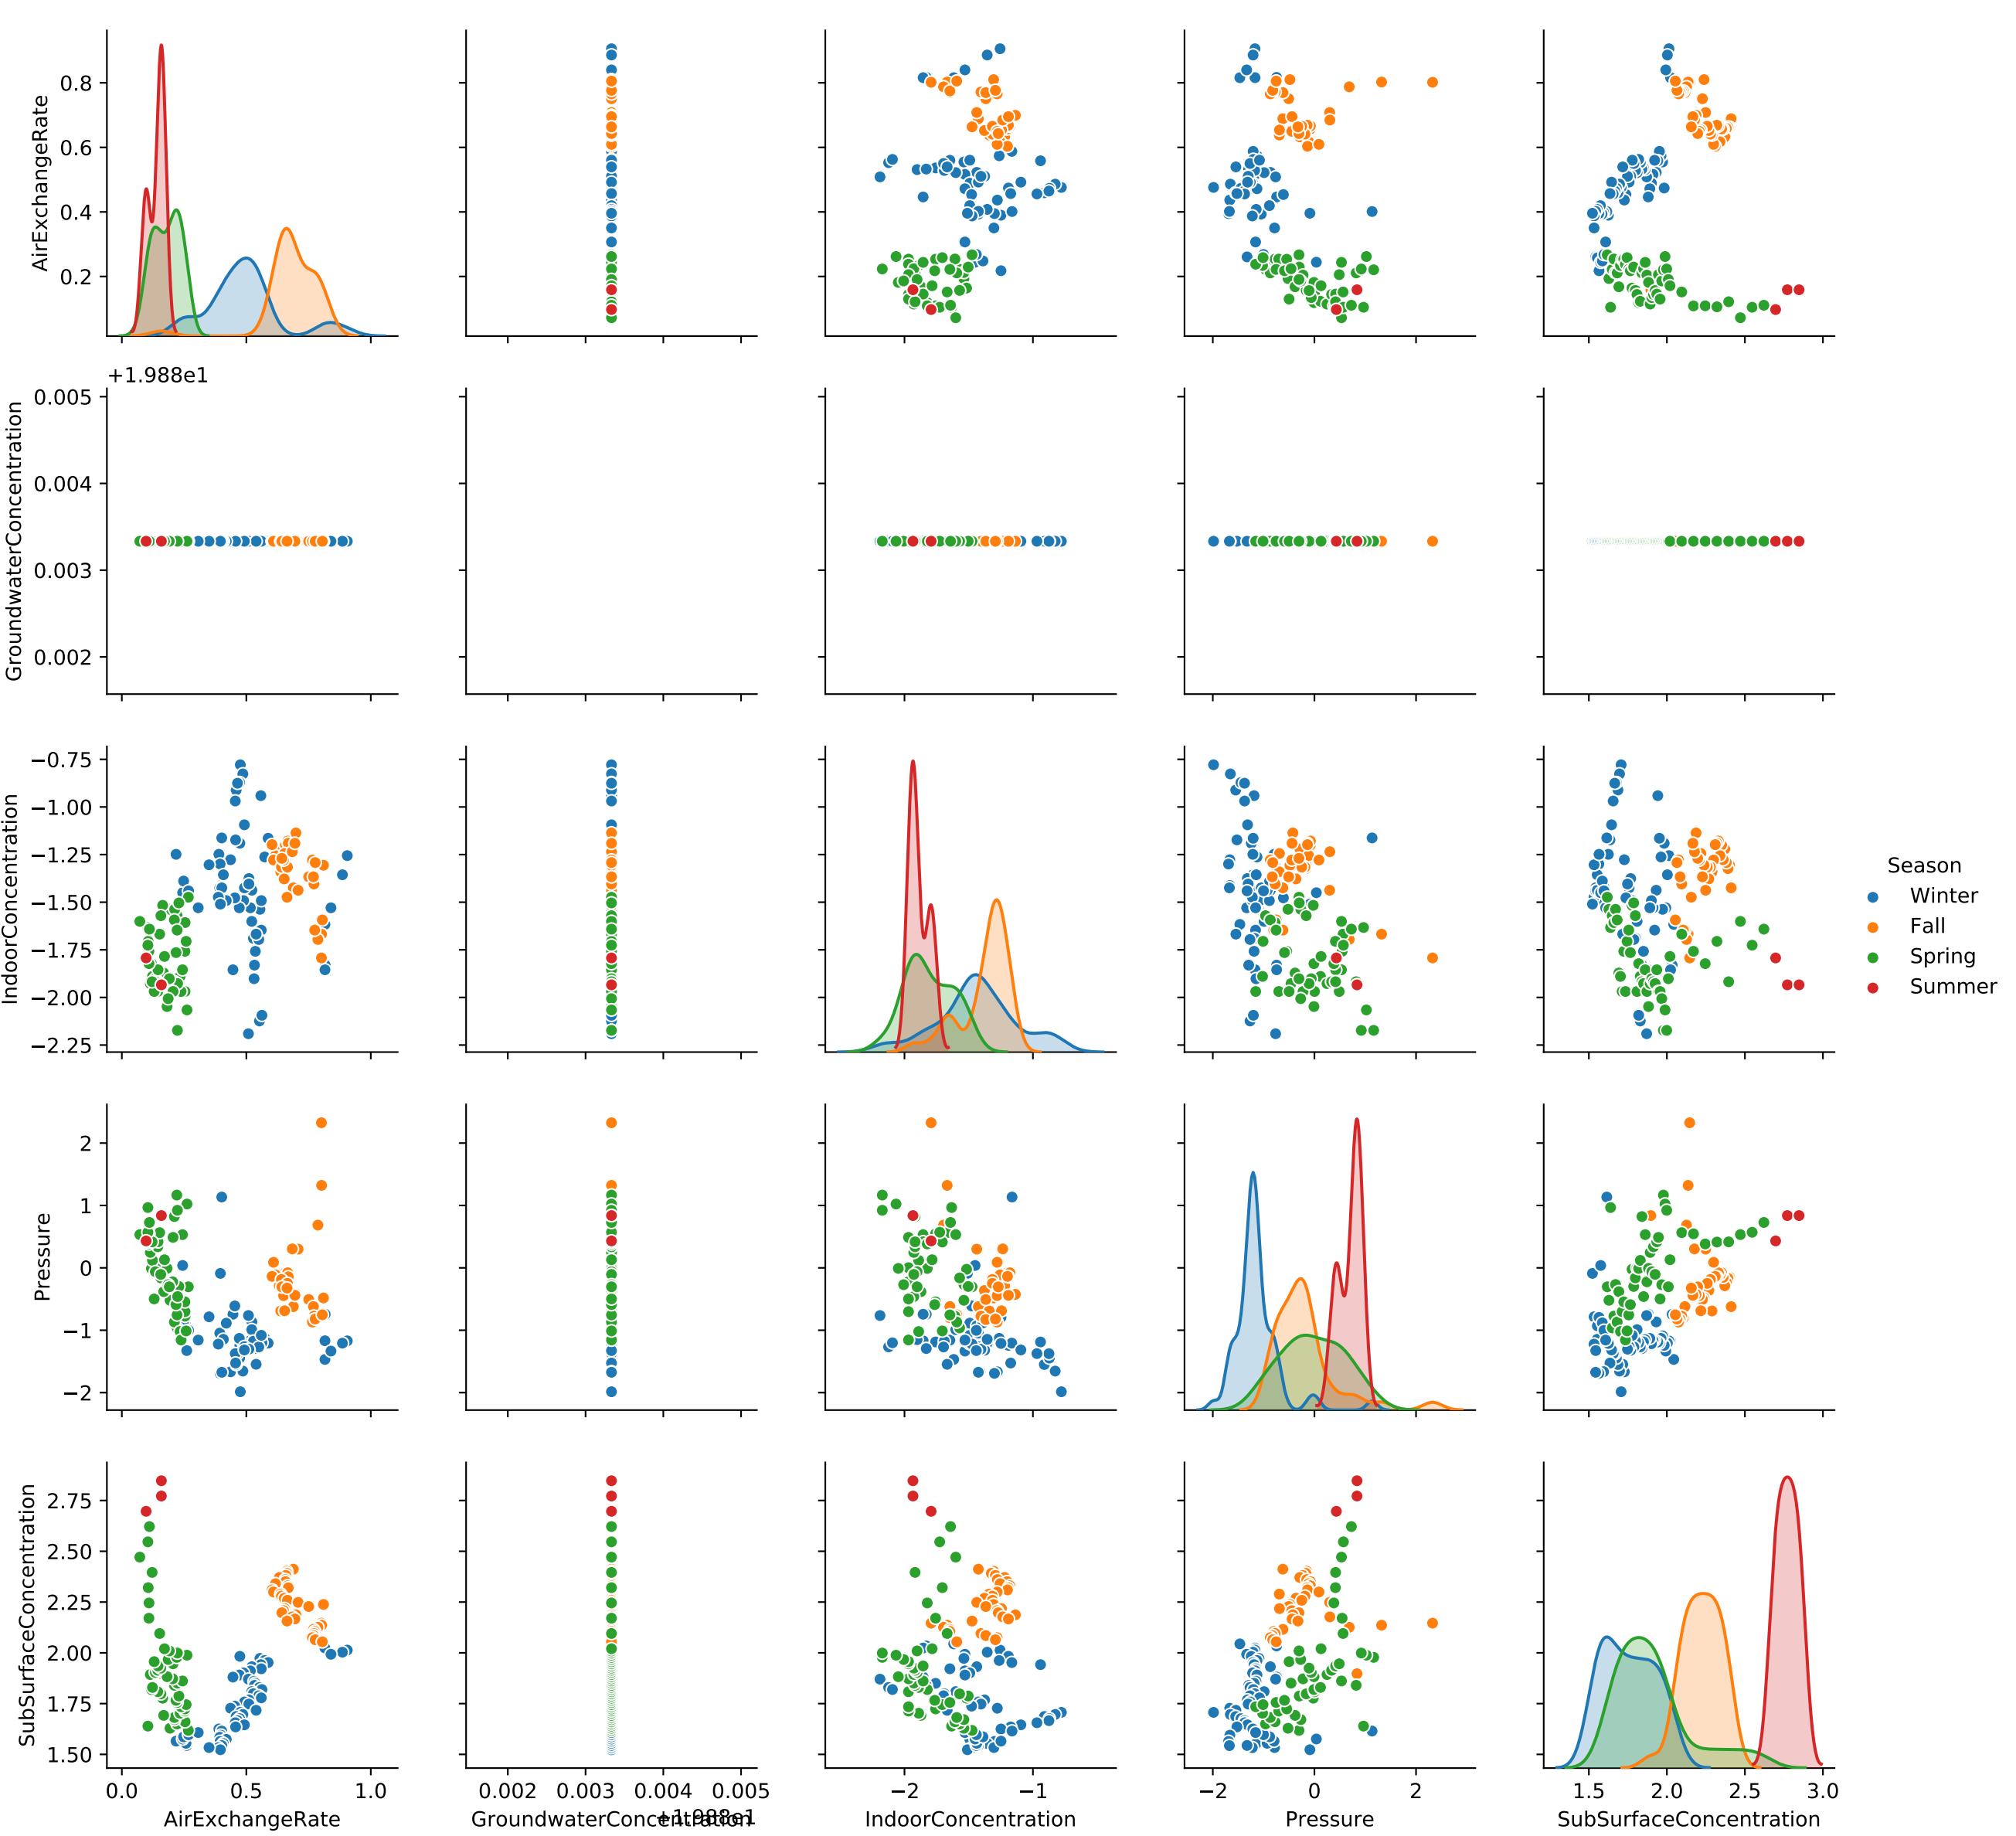 AirExchangeRate
0.8
0.6
0.4
0.2
+1.988e1
GroundwaterConcentration
0.005
0.004
0.003
0.002
IndoorConcentration
−0.75
−1.00
−1.25
−1.50
−1.75
−2.00
−2.25
Season
Winter
Fall
Spring
Summer
Pressure
2
1
0
−1
−2
SubSurfaceConcentration
2.75
2.50
2.25
2.00
1.75
1.50
0.0 0.5 1.0
0.002 0.003 0.004 0.005
−2 −1
−2 0 2
1.5 2.0 2.5 3.0
+1.988e1
AirExchangeRate GroundwaterConcentration IndoorConcentration Pressure SubSurfaceConcentration